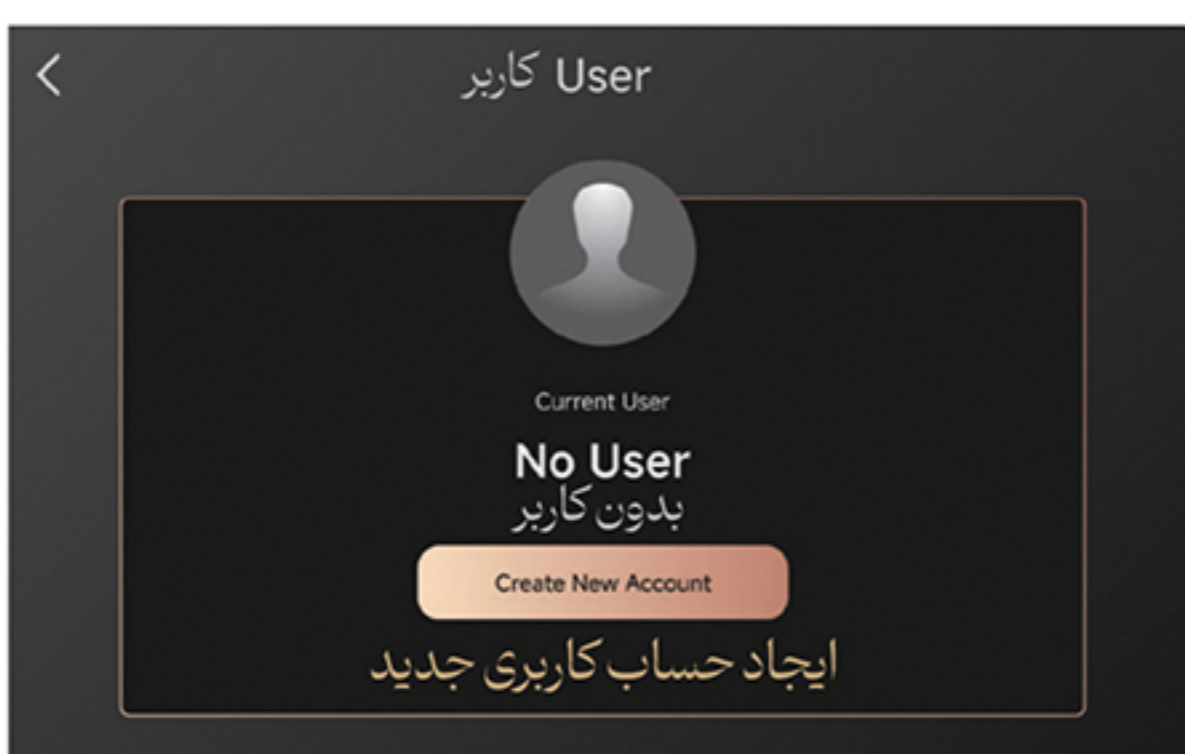 کاربر User
Current User
No User
بدون کاربر
Create New Account
ایجاد حساب کاربری جدید